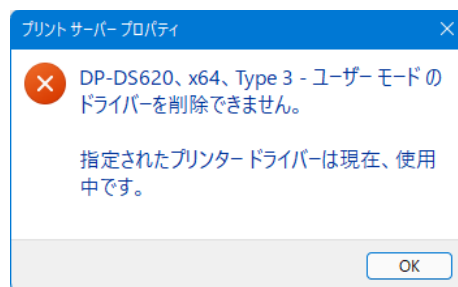 プリント サーバー プロパティ
DP-DS620、x64、Type 3 - ユーザー モード の
ドライバーを削除できません。
指定されたプリンター ドライバーは現在、使用
中です。
OK